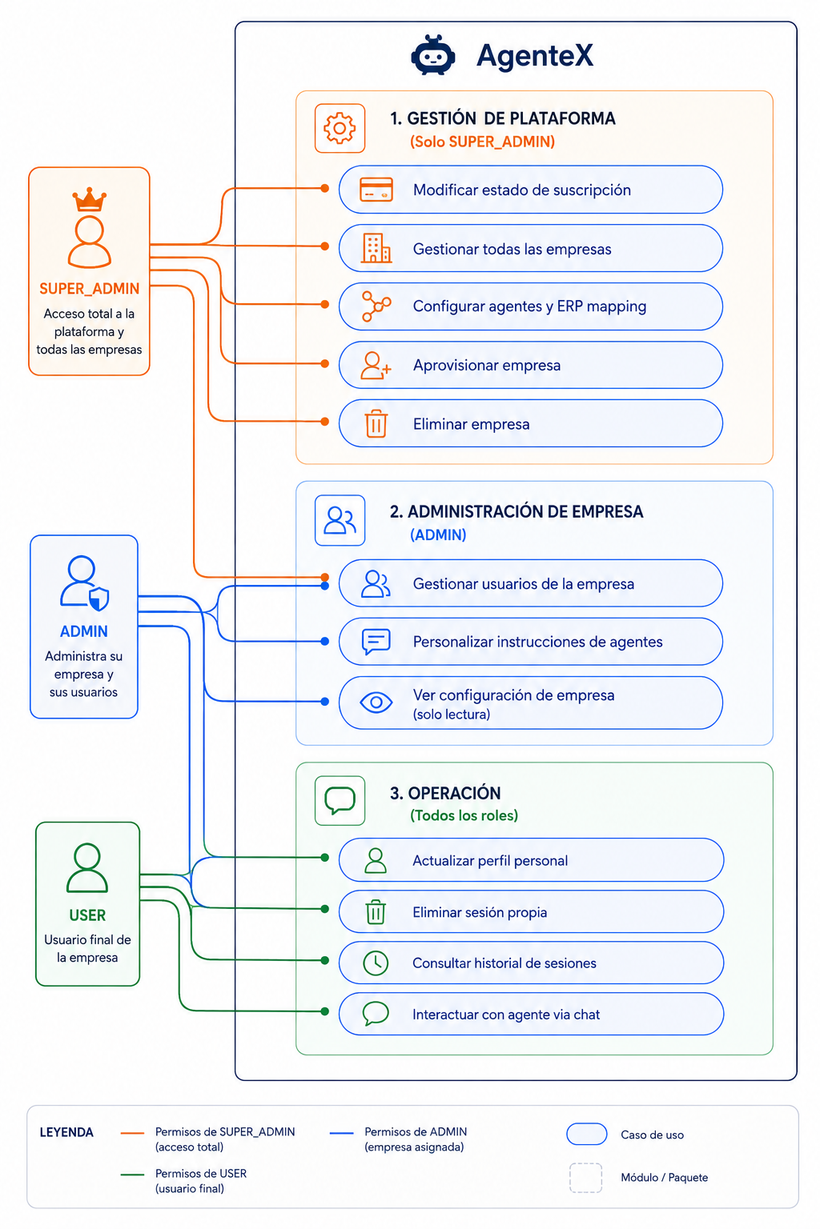 AgenteX
1. GESTIÓN DE PLATAFORMA
(Solo SUPER_ADMIN)
Modificar estado de suscripción
Gestionar todas las empresas
Configurar agentes y ERP mapping
Aprovisionar empresa
Eliminar empresa
SUPER_ADMIN
Acceso total a la
plataforma y
todas las empresas
2. ADMINISTRACIÓN DE EMPRESA
(ADMIN)
Gestionar usuarios de la empresa
Personalizar instrucciones de agentes
Ver configuración de empresa
(solo lectura)
ADMIN
Administra su
empresa y
sus usuarios
3. OPERACIÓN
(Todos los roles)
Actualizar perfil personal
Eliminar sesión propia
Consultar historial de sesiones
Interactuar con agente via chat
USER
Usuario final de
la empresa
LEYENDA
Permisos de SUPER_ADMIN
(acceso total)
Permisos de USER
(usuario final)
Permisos de ADMIN
(empresa asignada)
Caso de uso
Módulo / Paquete